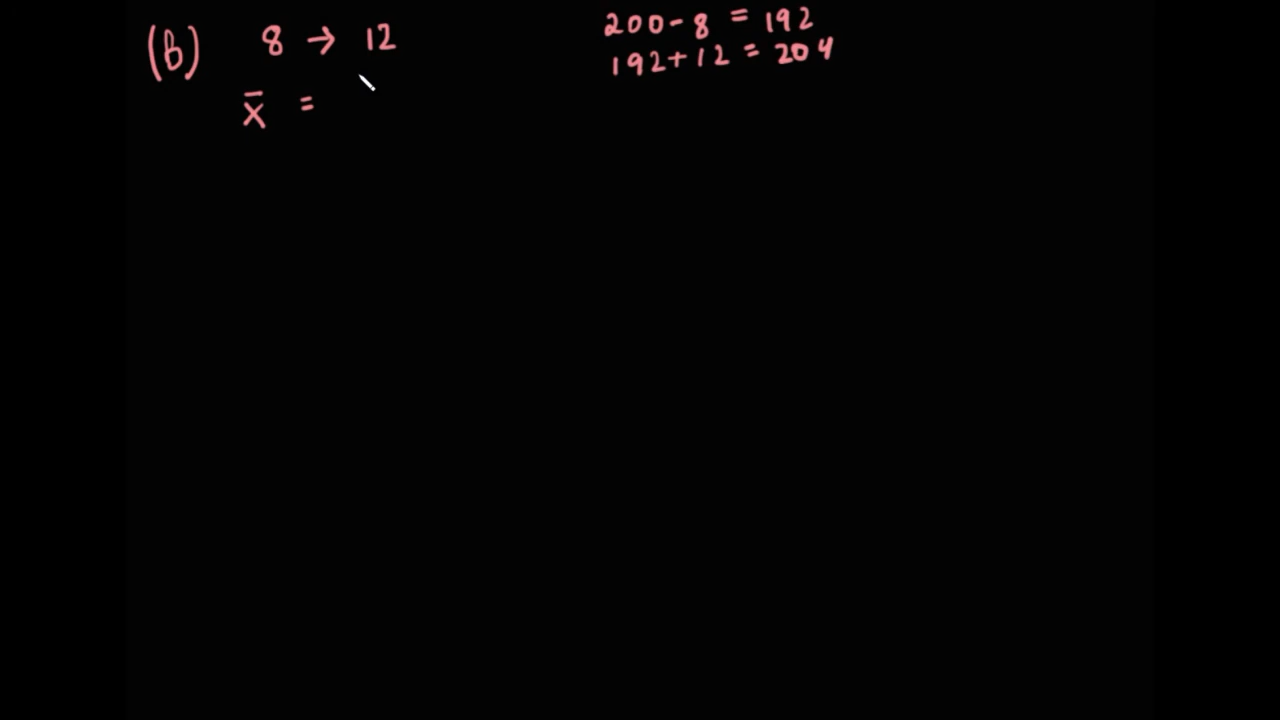 (b) 8 → 12
x̄ =
200 - 8 = 192
192 + 12 = 204